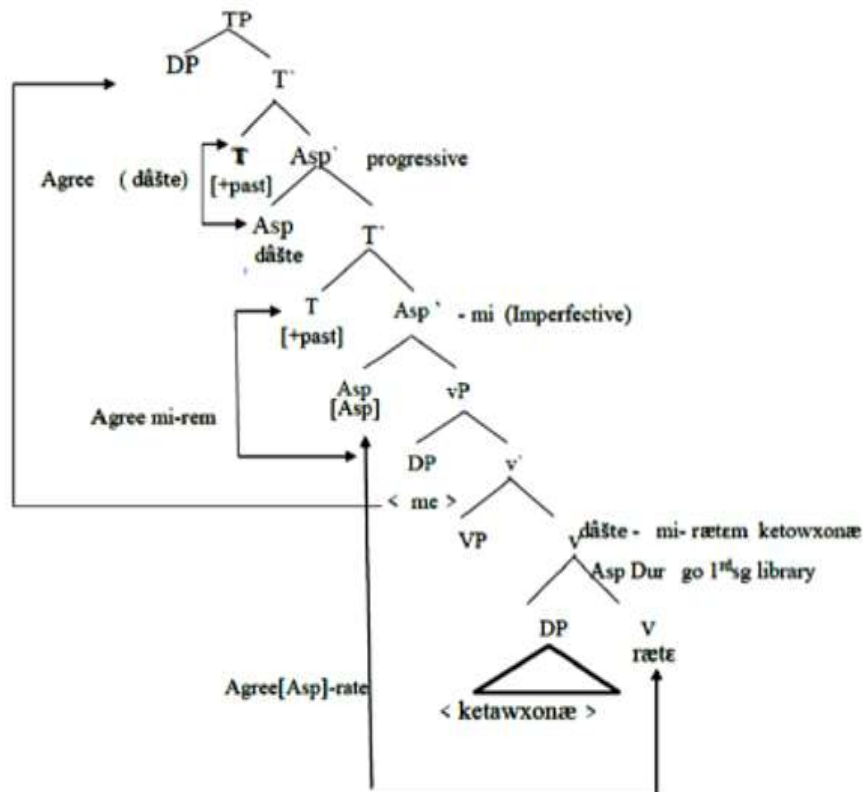 TP
DP
T`
T Asp` progressive
Agree ( dâšte) [+past]
Asp T`
dâšte
T Asp ` - mi (Imperfective)
[+past]
Asp vP
[Asp]
Agree mi-rem
DP v`
< me >
VP v dâšte - mi- rætεm ketowxonæ
Asp Dur go 1ʳᵈsg library
DP V
rætε
Agree[Asp]-rate
< ketawxonæ >